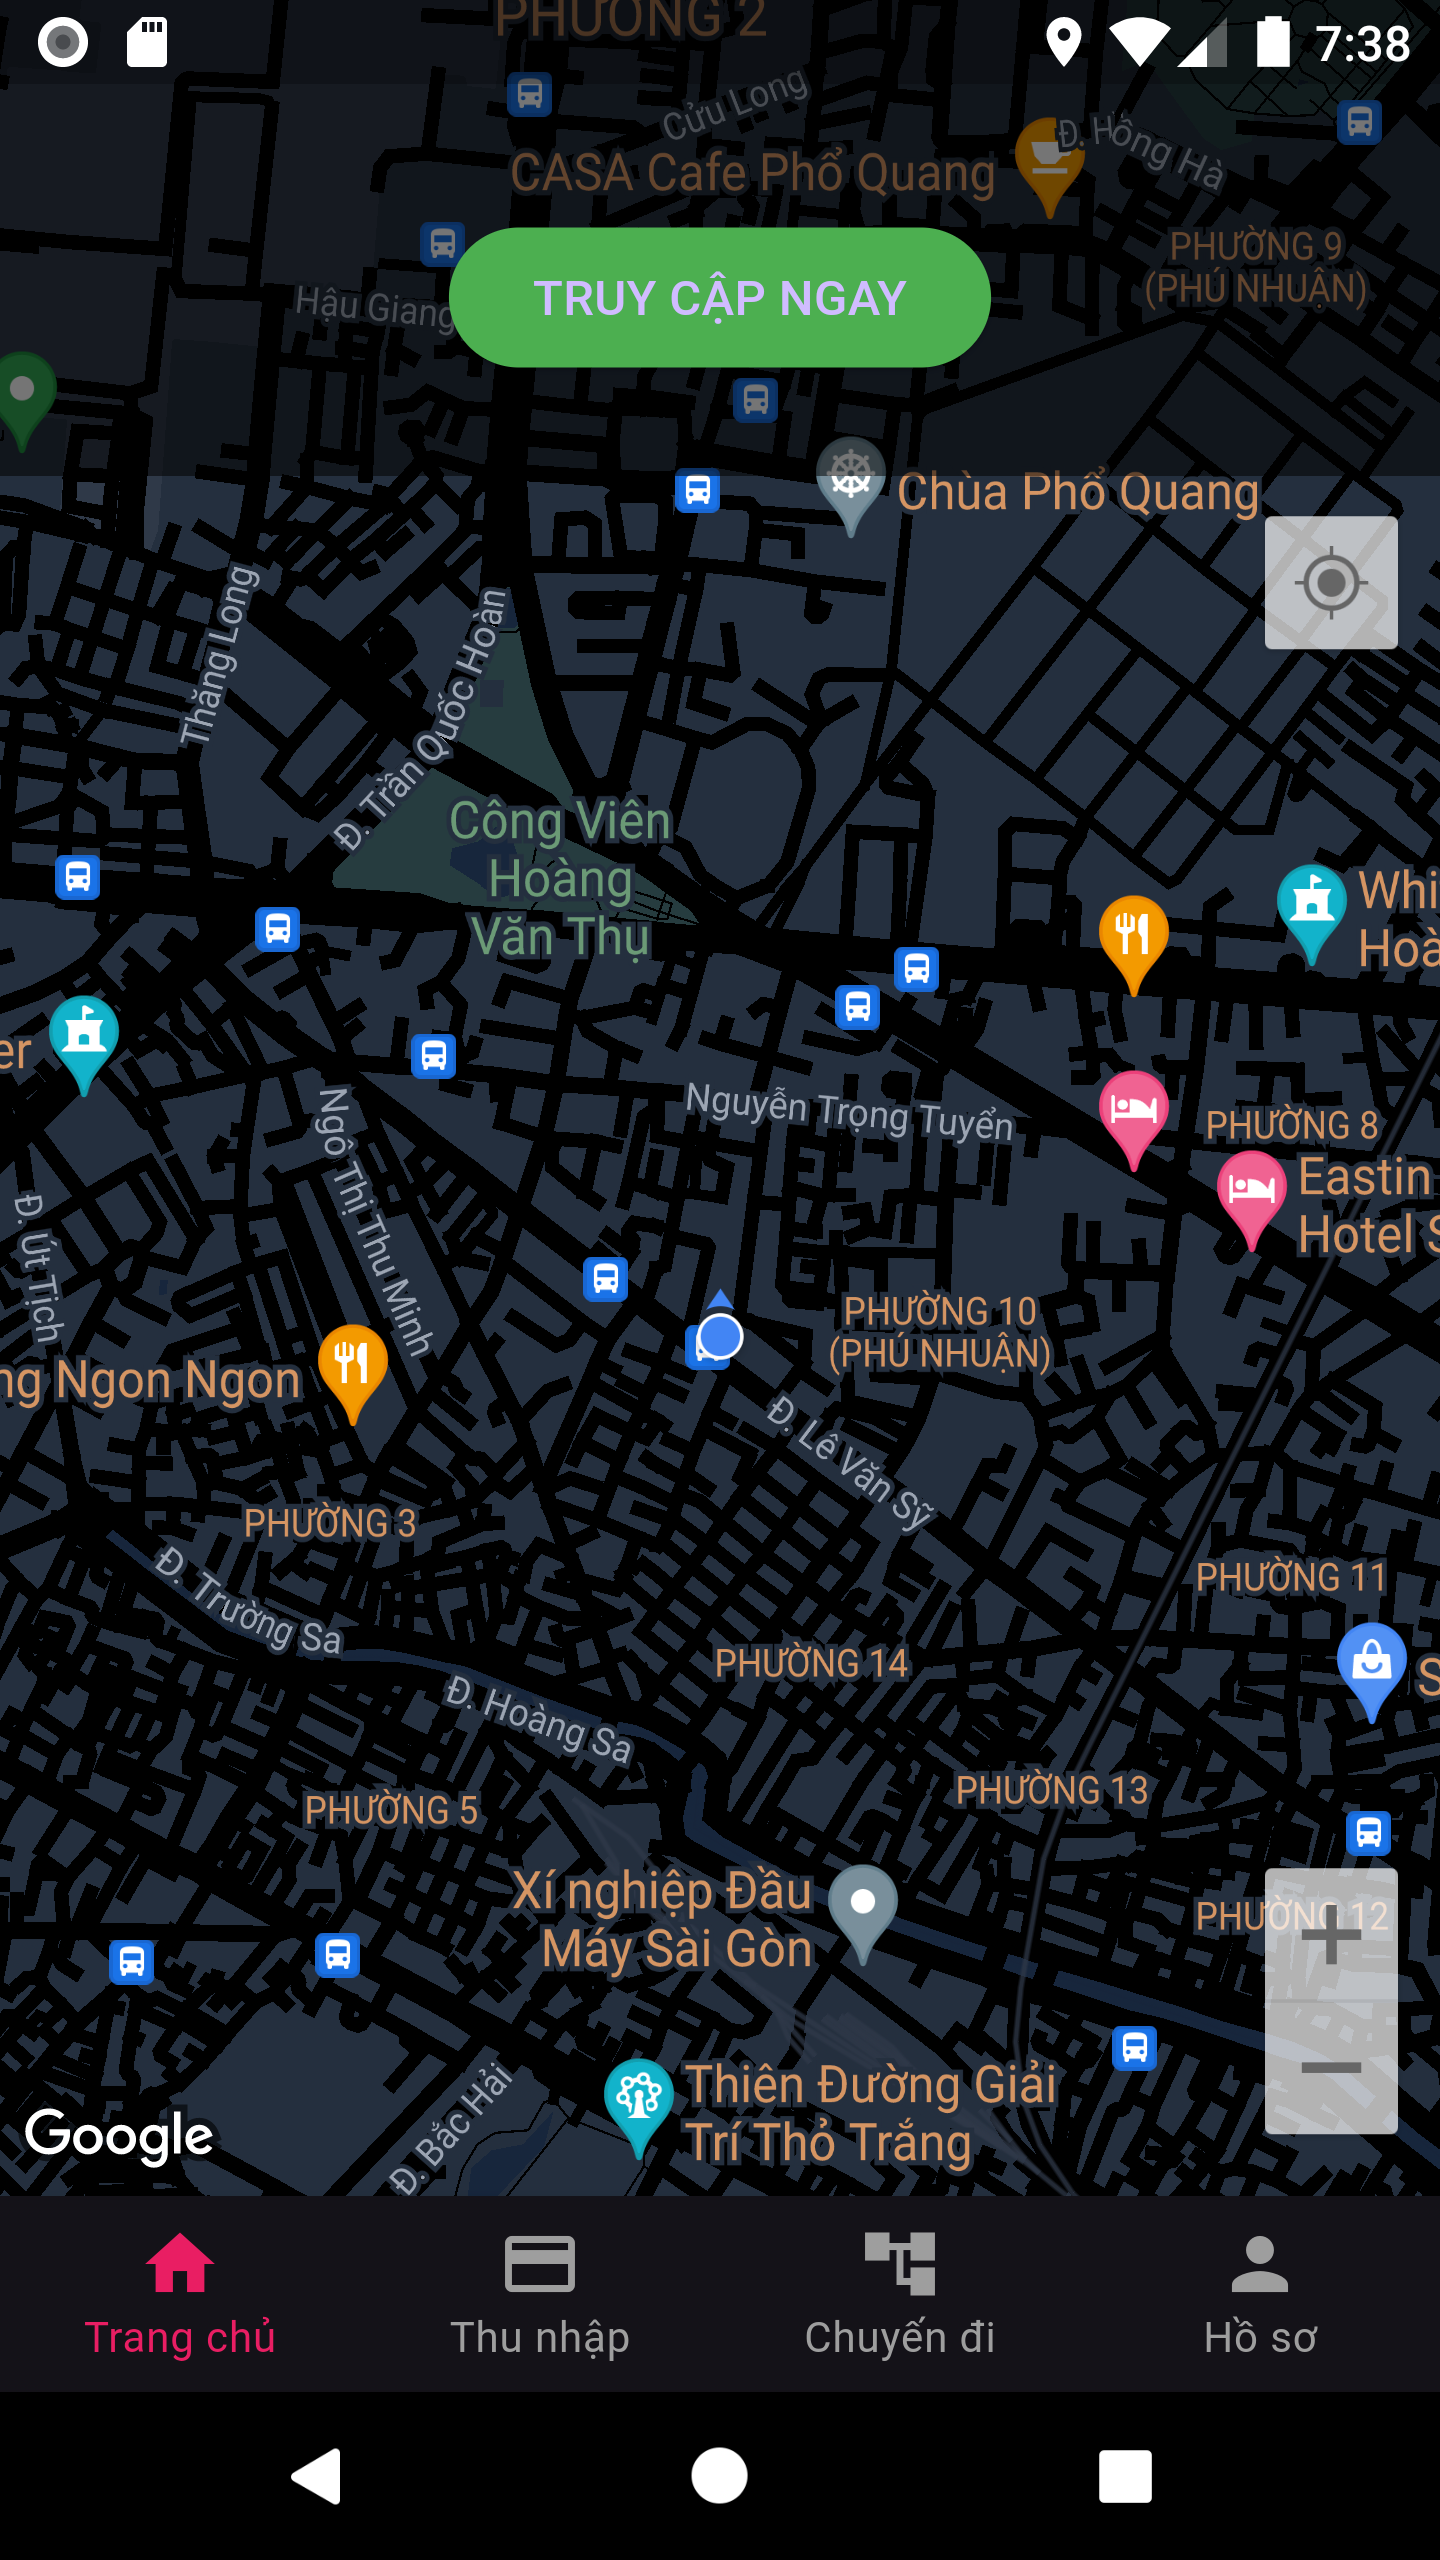 7:38
PHƯỜNG 2
Cửu Long
Đ. Hồng Hà
CASA Cafe Phổ Quang
PHƯỜNG 9
(PHÚ NHUẬN)
TRUY CẬP NGAY
Hậu Giang
Chùa Phổ Quang
Thăng Long
Đ. Trần Quốc Hoàn
Công Viên
Hoàng
Văn Thụ
Whi
Hoà
er
Nguyễn Trọng Tuyển
Ngô Thị Thu Minh
PHƯỜNG 8
Eastin
Hotel S
Đ. Út Tịch
PHƯỜNG 10
(PHÚ NHUẬN)
ng Ngon Ngon
Đ. Lê Văn Sỹ
PHƯỜNG 3
Đ. Trường Sa
PHƯỜNG 11
PHƯỜNG 14
S
Đ. Hoàng Sa
PHƯỜNG 13
PHƯỜNG 5
Xí nghiệp Đầu
Máy Sài Gòn
PHƯỜNG 12
+
−
Thiên Đường Giải
Trí Thỏ Trắng
Đ. Bắc Hải
Google
Trang chủ
Thu nhập
Chuyến đi
Hồ sơ